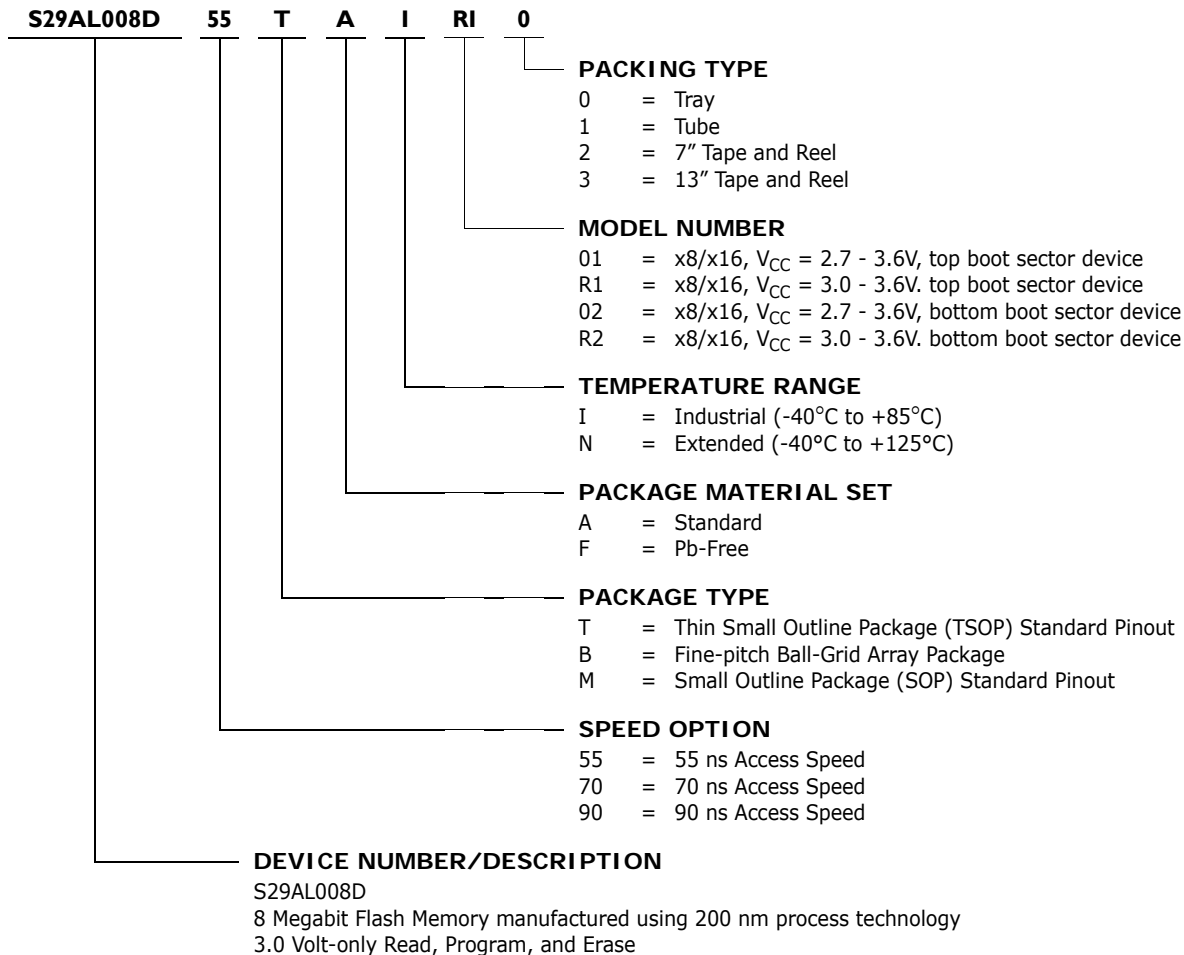 S29AL008D 55 T A I RI 0
PACKING TYPE
0 = Tray
1 = Tube
2 = 7” Tape and Reel
3 = 13” Tape and Reel
MODEL NUMBER
01 = x8/x16, VCC = 2.7 - 3.6V, top boot sector device
R1 = x8/x16, VCC = 3.0 - 3.6V. top boot sector device
02 = x8/x16, VCC = 2.7 - 3.6V, bottom boot sector device
R2 = x8/x16, VCC = 3.0 - 3.6V. bottom boot sector device
TEMPERATURE RANGE
I = Industrial (-40°C to +85°C)
N = Extended (-40°C to +125°C)
PACKAGE MATERIAL SET
A = Standard
F = Pb-Free
PACKAGE TYPE
T = Thin Small Outline Package (TSOP) Standard Pinout
B = Fine-pitch Ball-Grid Array Package
M = Small Outline Package (SOP) Standard Pinout
SPEED OPTION
55 = 55 ns Access Speed
70 = 70 ns Access Speed
90 = 90 ns Access Speed
DEVICE NUMBER/DESCRIPTION
S29AL008D
8 Megabit Flash Memory manufactured using 200 nm process technology
3.0 Volt-only Read, Program, and Erase